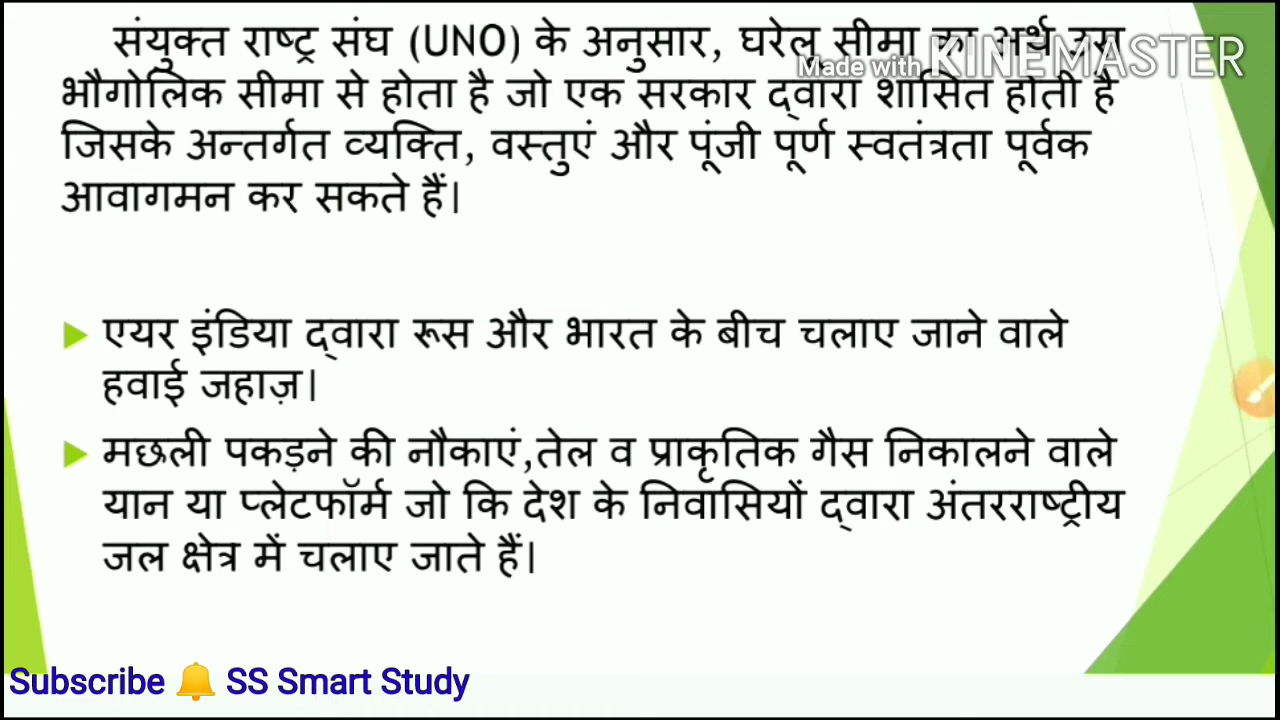 संयुक्त राष्ट्र संघ (UNO) के अनुसार, घरेलू सीमा का अर्थ उस
Made with KINEMASTER
भौगोलिक सीमा से होता है जो एक सरकार द्वारा शासित होती है
जिसके अन्तर्गत व्यक्ति, वस्तुएं और पूंजी पूर्ण स्वतंत्रता पूर्वक
आवागमन कर सकते हैं।
एयर इंडिया द्वारा रूस और भारत के बीच चलाए जाने वाले
हवाई जहाज़।
मछली पकड़ने की नौकाएं,तेल व प्राकृतिक गैस निकालने वाले
यान या प्लेटफॉर्म जो कि देश के निवासियों द्वारा अंतरराष्ट्रीय
जल क्षेत्र में चलाए जाते हैं।
Subscribe 🔔 SS Smart Study